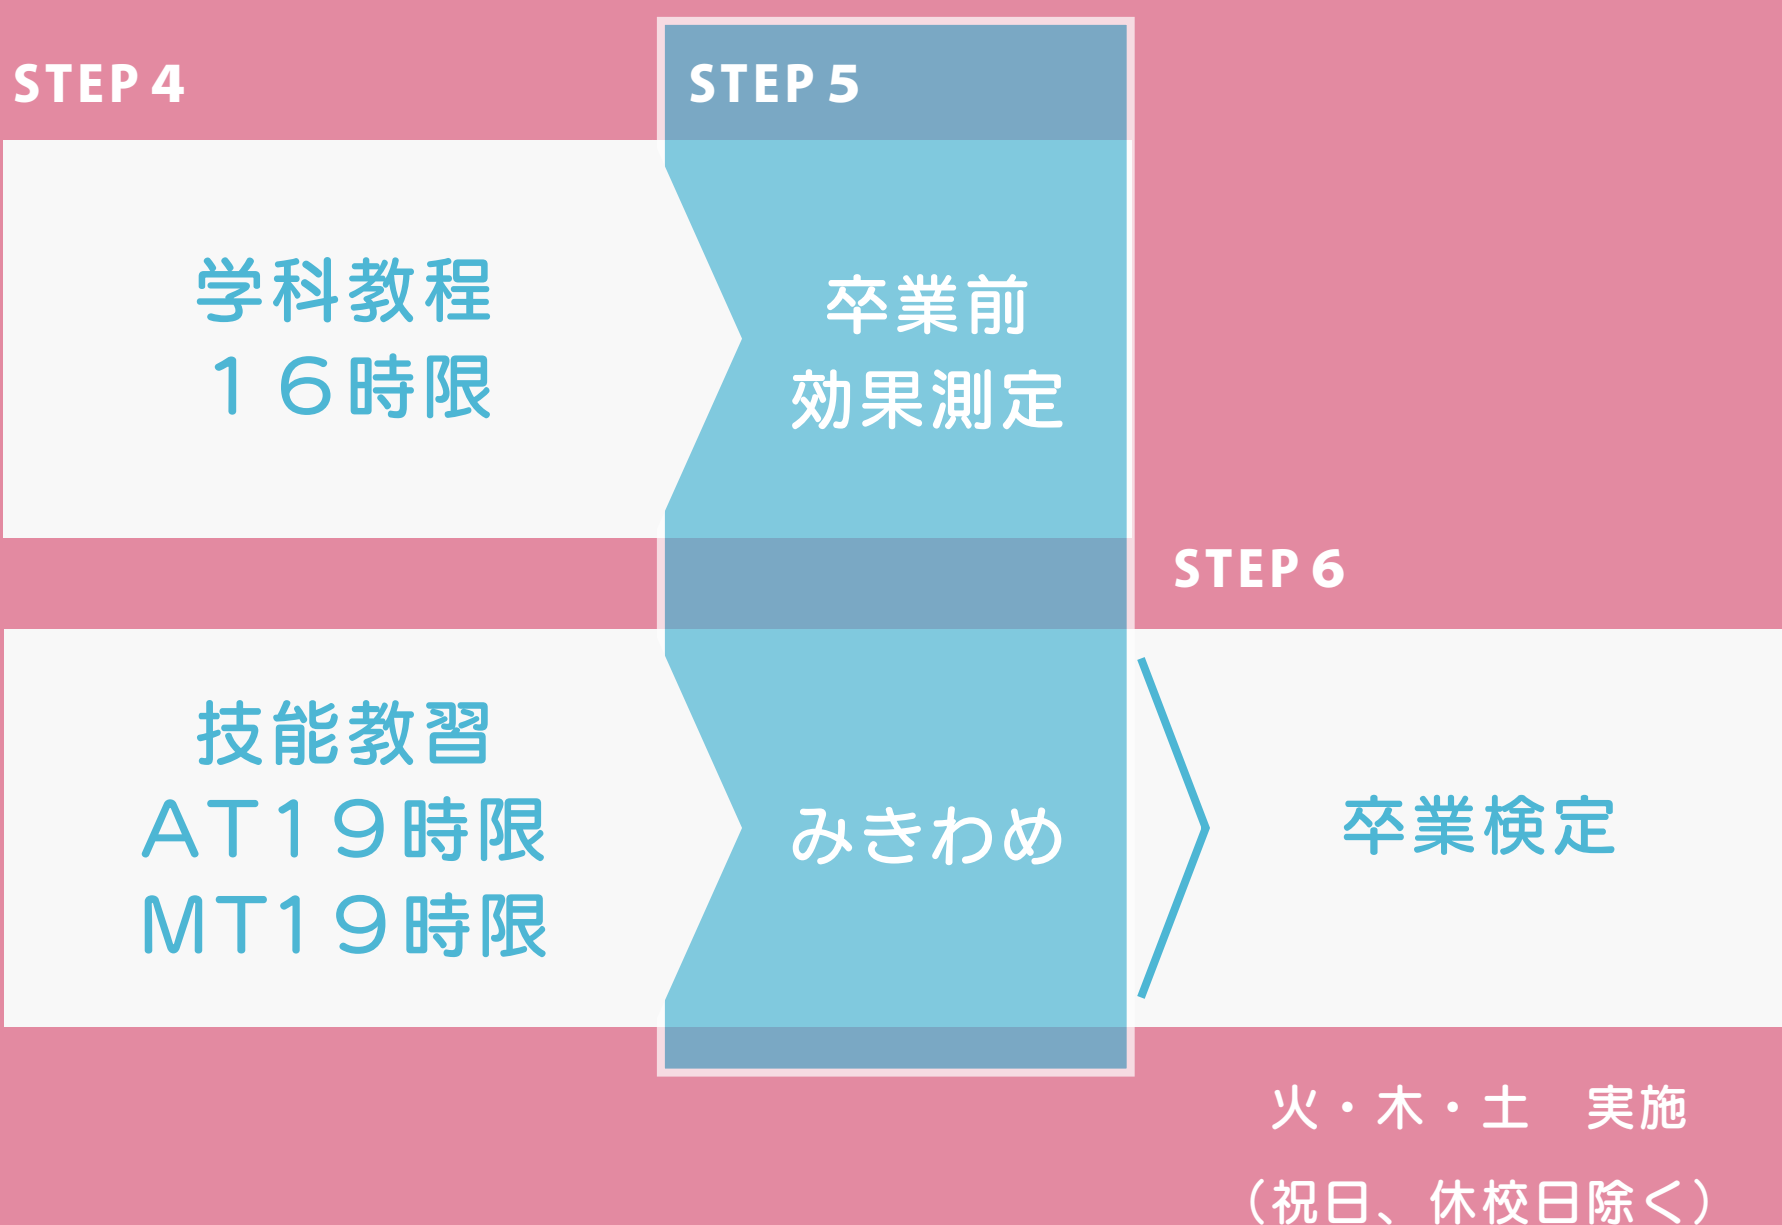 STEP 4
学科教程
１６時限
STEP 5
卒業前
効果測定
技能教習
AT19時限
MT19時限
みきわめ
STEP 6
卒業検定
火・木・土　実施
（祝日、休校日除く）